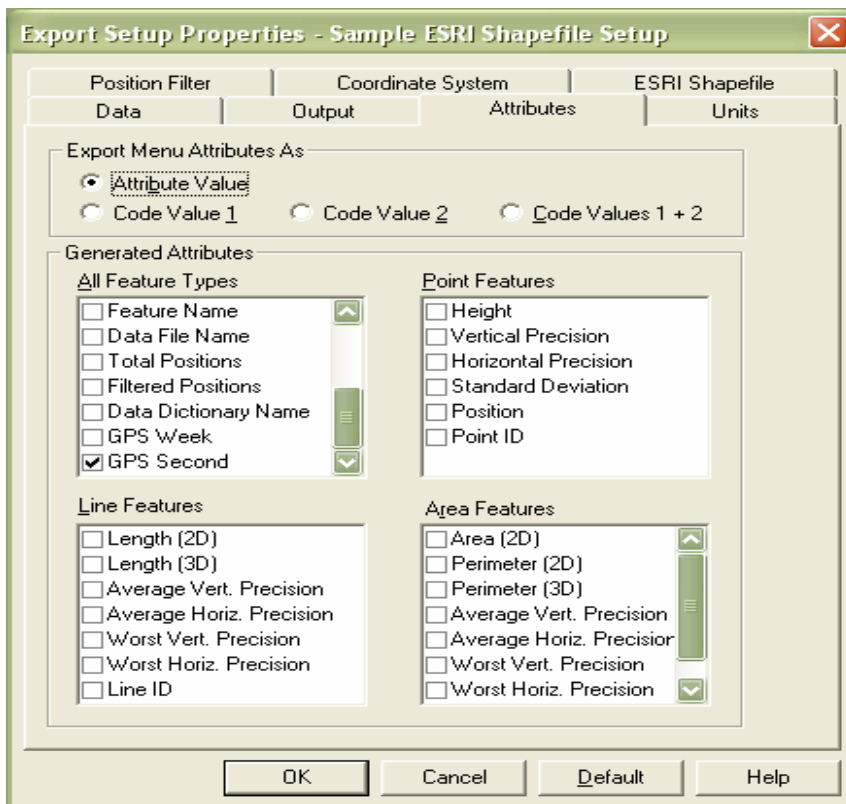 Export Setup Properties - Sample ESRI Shapefile Setup
Position Filter
Coordinate System
ESRI Shapefile
Data
Output
Attributes
Units
Export Menu Attributes As
Attribute Value
Code Value 1
Code Value 2
Code Values 1 + 2
Generated Attributes
All Feature Types
Feature Name
Data File Name
Total Positions
Filtered Positions
Data Dictionary Name
GPS Week
GPS Second
Point Features
Height
Vertical Precision
Horizontal Precision
Standard Deviation
Position
Point ID
Line Features
Length (2D)
Length (3D)
Average Vert. Precision
Average Horiz. Precision
Worst Vert. Precision
Worst Horiz. Precision
Line ID
Area Features
Area (2D)
Perimeter (2D)
Perimeter (3D)
Average Vert. Precision
Average Horiz. Precision
Worst Vert. Precision
Worst Horiz. Precision
OK
Cancel
Default
Help